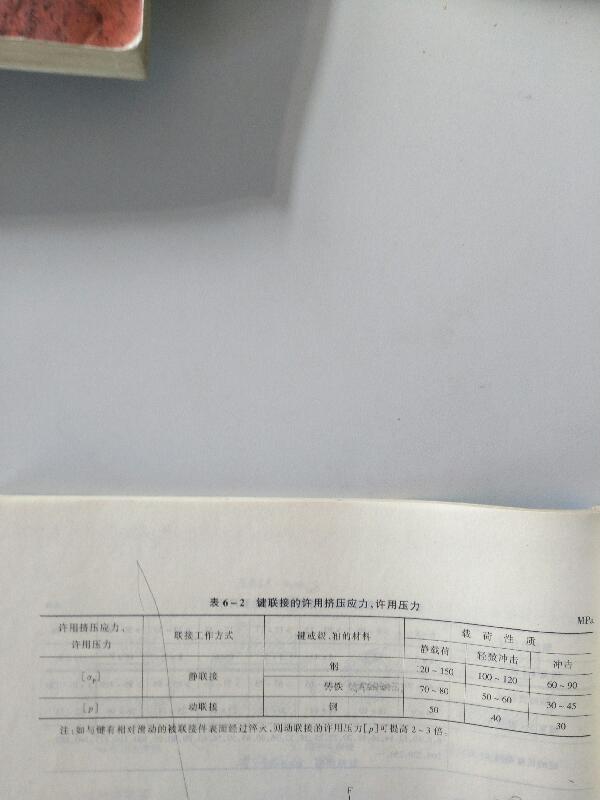 表6-2 键联接的许用挤压应力、许用压力
MPa
许用挤压应力、
许用压力
联接工作方式
键或毂、轴的材料
载荷性质
静载荷 轻微冲击 冲击
[σp] 静联接 钢 120~150 100~120 60~90
铸铁 70~80 50~60 30~45
[p] 动联接 钢 50 40 30
注:如与键有相对滑动的被联接件表面经过淬火,则动联接的许用压力[p]可提高2~3倍。
F